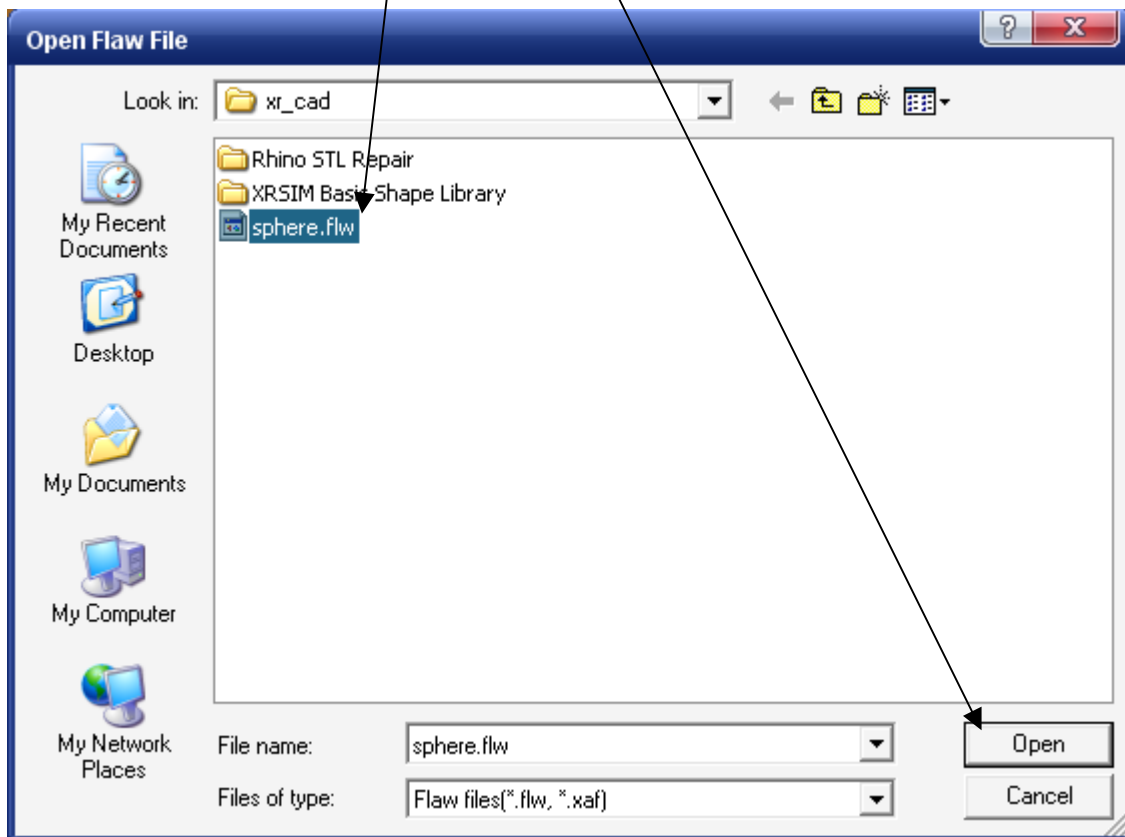 Open Flaw File
Look in: xr_cad
Rhino STL Repair
XRSIM Basic Shape Library
sphere.flw
My Recent
Documents
Desktop
My Documents
My Computer
My Network
Places
File name: sphere.flw Open
Files of type: Flaw files(*.flw, *.xaf) Cancel